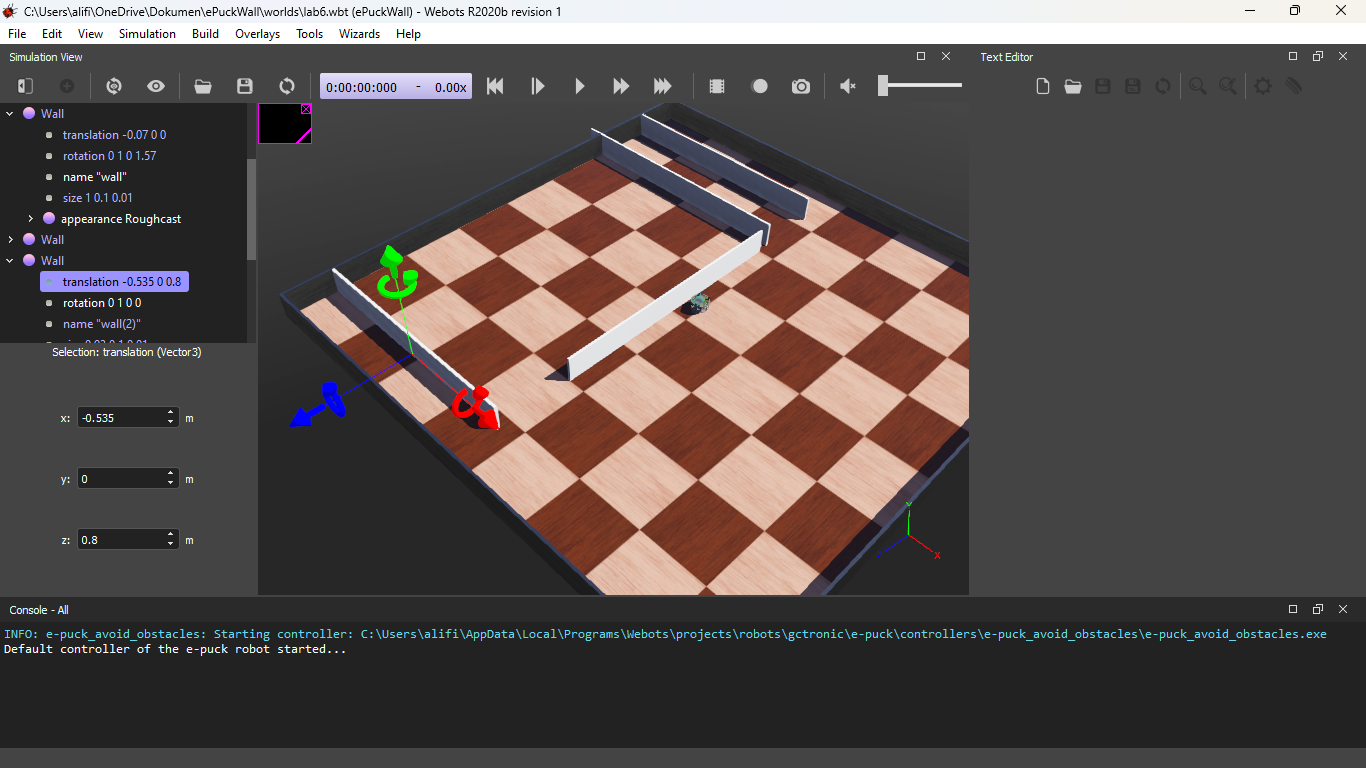 C:\Users\alifi\OneDrive\Dokumen\ePuckWall\worlds\lab6.wbt (ePuckWall) - Webots R2020b revision 1
File Edit View Simulation Build Overlays Tools Wizards Help
Simulation View
Text Editor
0:00:00:000 - 0.00x
Wall
translation -0.07 0 0
rotation 0 1 0 1.57
name "wall"
size 1 0.1 0.01
appearance Roughcast
Wall
Wall
translation -0.535 0 0.8
rotation 0 1 0 0
name "wall(2)"
Selection: translation (Vector3)
x: -0.535 m
y: 0 m
z: 0.8 m
Y
X
Console - All
INFO: e-puck_avoid_obstacles: Starting controller: C:\Users\alifi\AppData\Local\Programs\Webots\projects\robots\gctronic\e-puck\controllers\e-puck_avoid_obstacles\e-puck_avoid_obstacles.exe
Default controller of the e-puck robot started...